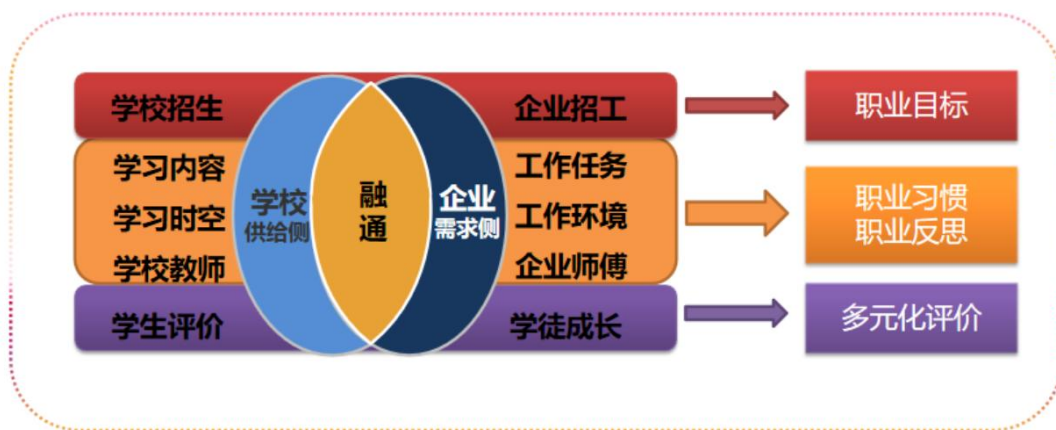 学校招生
企业招工
职业目标
学习内容
工作任务
学习时空
学校
供给侧
融
通
企业
需求侧
工作环境
职业习惯
职业反思
学校教师
企业师傅
学生评价
学徒成长
多元化评价